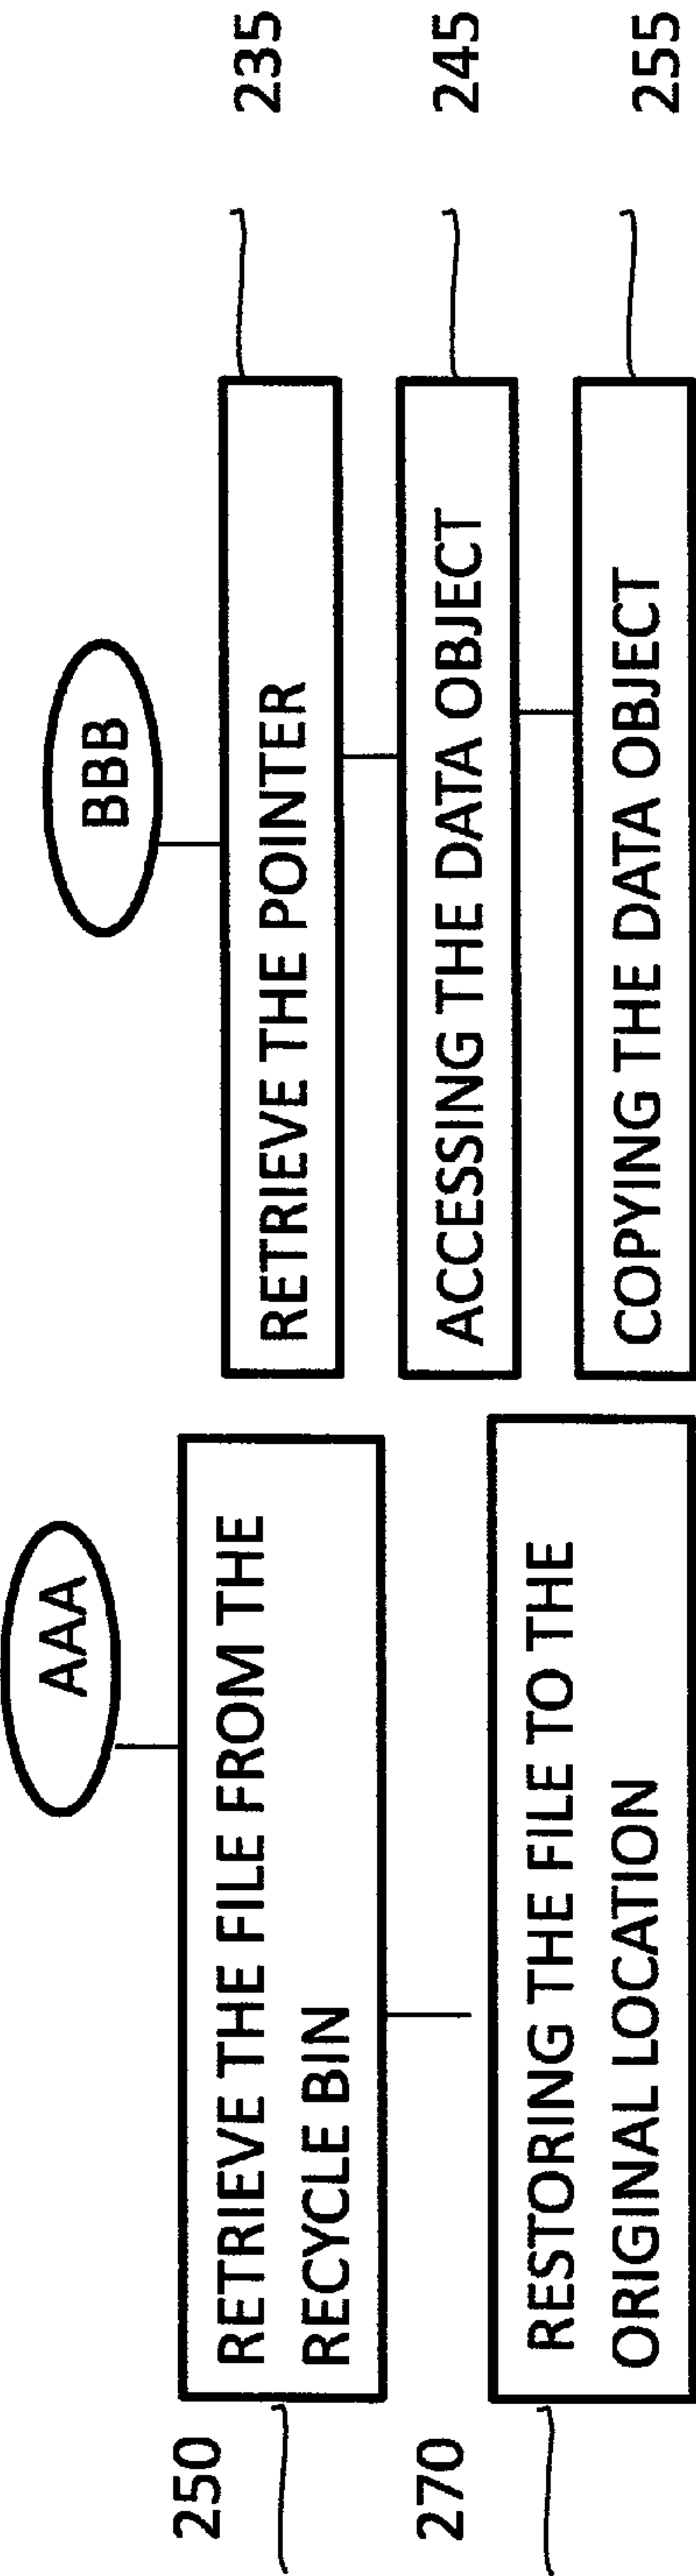 AAA
250
RETRIEVE THE FILE FROM THE
RECYCLE BIN
270
RESTORING THE FILE TO THE
ORIGINAL LOCATION
BBB
RETRIEVE THE POINTER
235
ACCESSING THE DATA OBJECT
245
COPYING THE DATA OBJECT
255